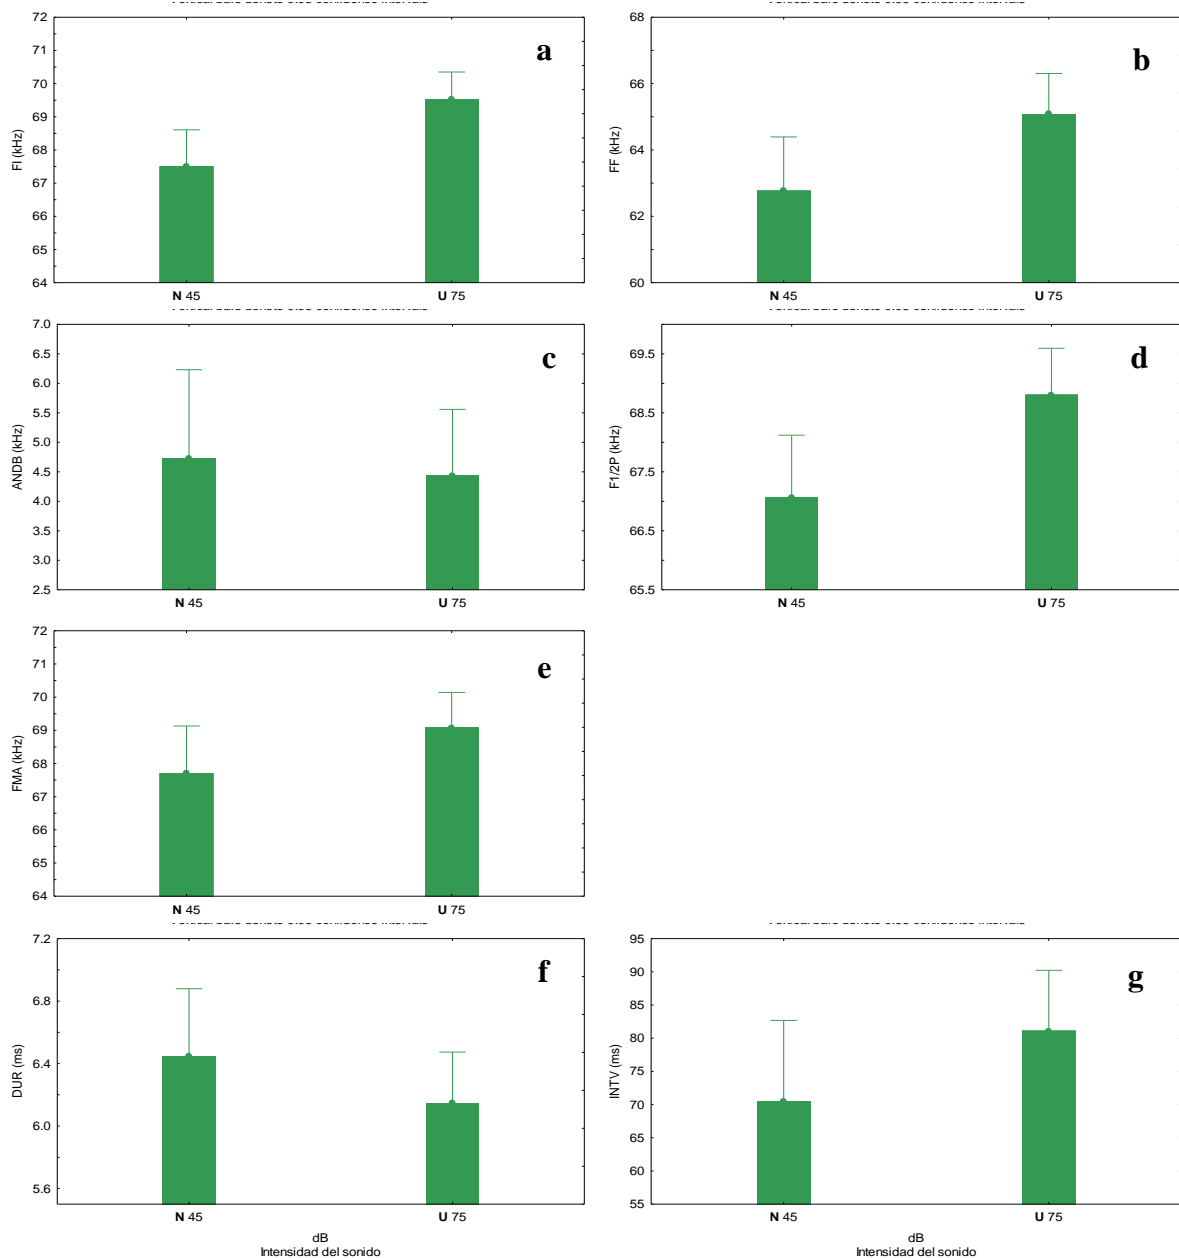 a
72
71
70
69
68
67
66
65
64
FI (kHz)
N 45
U 75
b
68
66
64
62
60
FF (kHz)
N 45
U 75
c
7.0
6.5
6.0
5.5
5.0
4.5
4.0
3.5
3.0
2.5
ANDB (kHz)
N 45
U 75
d
69.5
68.5
67.5
66.5
65.5
F1/2P (kHz)
N 45
U 75
e
72
71
70
69
68
67
66
65
64
FMA (kHz)
N 45
U 75
f
7.2
6.8
6.4
6.0
5.6
DUR (ms)
N 45
U 75
dB
Intensidad del sonido
g
95
90
85
80
75
70
65
60
55
INTV (ms)
N 45
U 75
dB
Intensidad del sonido